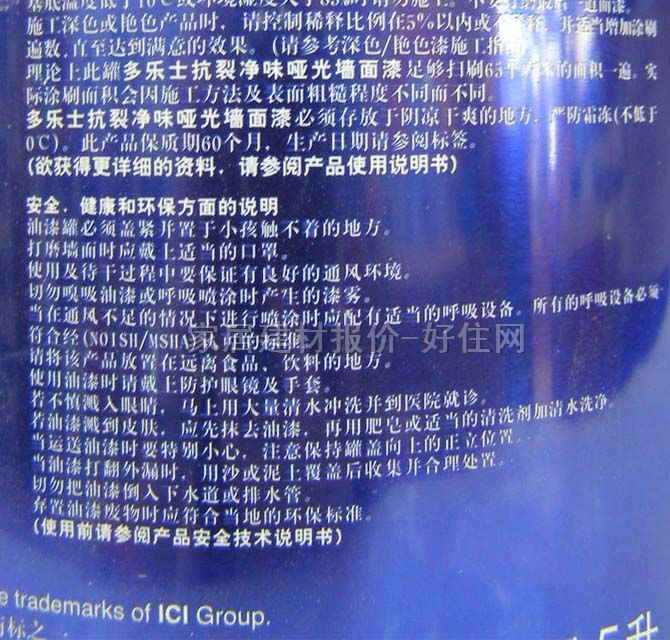 施工深色或艳色产品时，请控制稀释比例在5%以内或不稀释，并适当增加涂刷
遍数，直至达到满意的效果。(请参考深色/艳色漆施工指
理论上此罐多乐士抗裂净味哑光墙面漆足够扫刷65平方米的面积一遍。实
际涂刷面积会因施工方法及表面粗糙程度不同而不同。
多乐士抗裂净味哑光墙面漆必须存放于阴凉干爽的地方，严防霜冻(不低于
0℃)。此产品保质期60个月，生产日期请参阅标签。
(欲获得更详细的资料，请参阅产品使用说明书)
安全，健康和环保方面的说明
油漆罐必须盖紧并置于小孩触不着的地方。
打磨墙面时应戴上适当的口罩。
使用及待干过程中要保证有良好的通风环境。
切勿嗅吸油漆或呼吸喷涂时产生的漆雾。
当在通风不足的情况下进行喷涂时应配有适当的呼吸设备。所有的呼吸设备必须
符合经(NOISH/MSHA)认可的标准
家居建材报价-好住网
请将该产品放置在远离食品、饮料的地方。
使用油漆时请戴上防护眼镜及手套。
若不慎溅入眼睛，马上用大量清水冲洗并到医院就诊。
若油漆溅到皮肤，应先抹去油漆，再用肥皂或适当的清洗剂加清水洗净。
当运送油漆时要特别小心，注意保持罐盖向上的正立位置。
当油漆打翻外漏时，用沙或泥土覆盖后收集并合理处置。
切勿把油漆倒入下水道或排水管。
弃置油漆废物时应符合当地的环保标准。
(使用前请参阅产品安全技术说明书)
e trademarks of ICI Group.
商标之一
5升